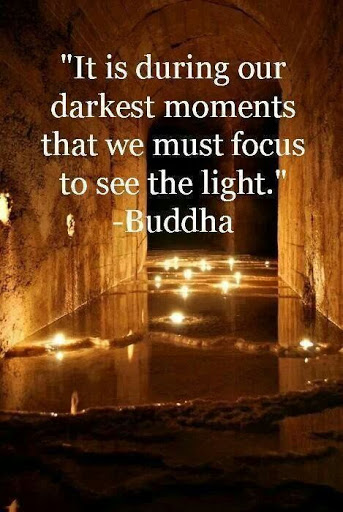 "It is during our
darkest moments
that we must focus
to see the light."
-Buddha